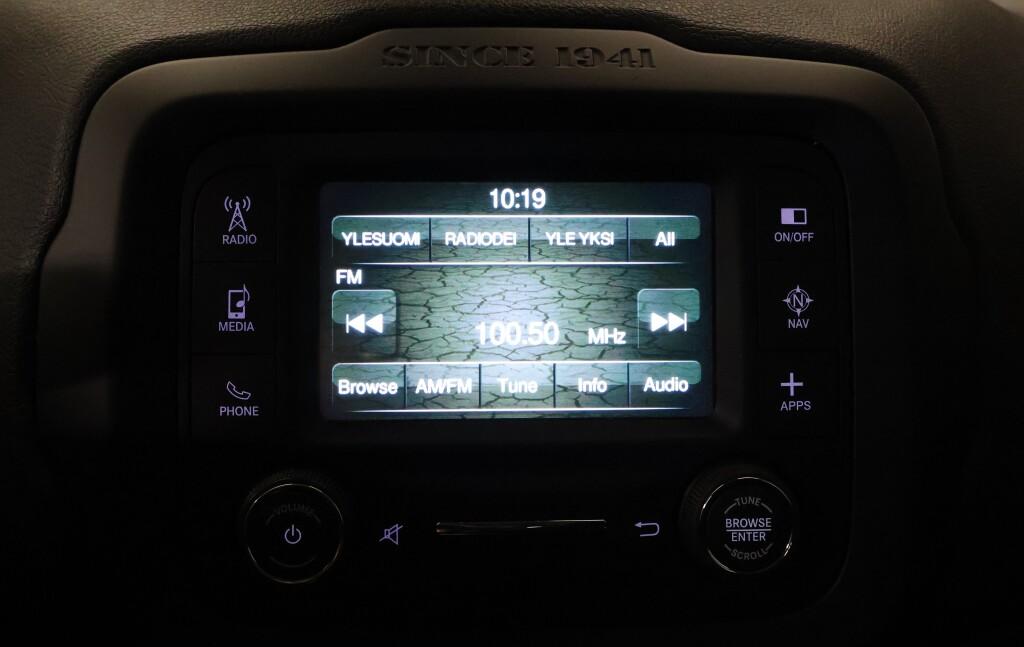 SINCE 1941
10:19
YLESUOMI RADIODEI YLE YKSI All
RADIO
ON/OFF
FM
MEDIA
100.50 MHz
NAV
N
Browse AM/FM Tune Info Audio
PHONE
APPS
VOLUME
TUNE
BROWSE
ENTER
SCROLL